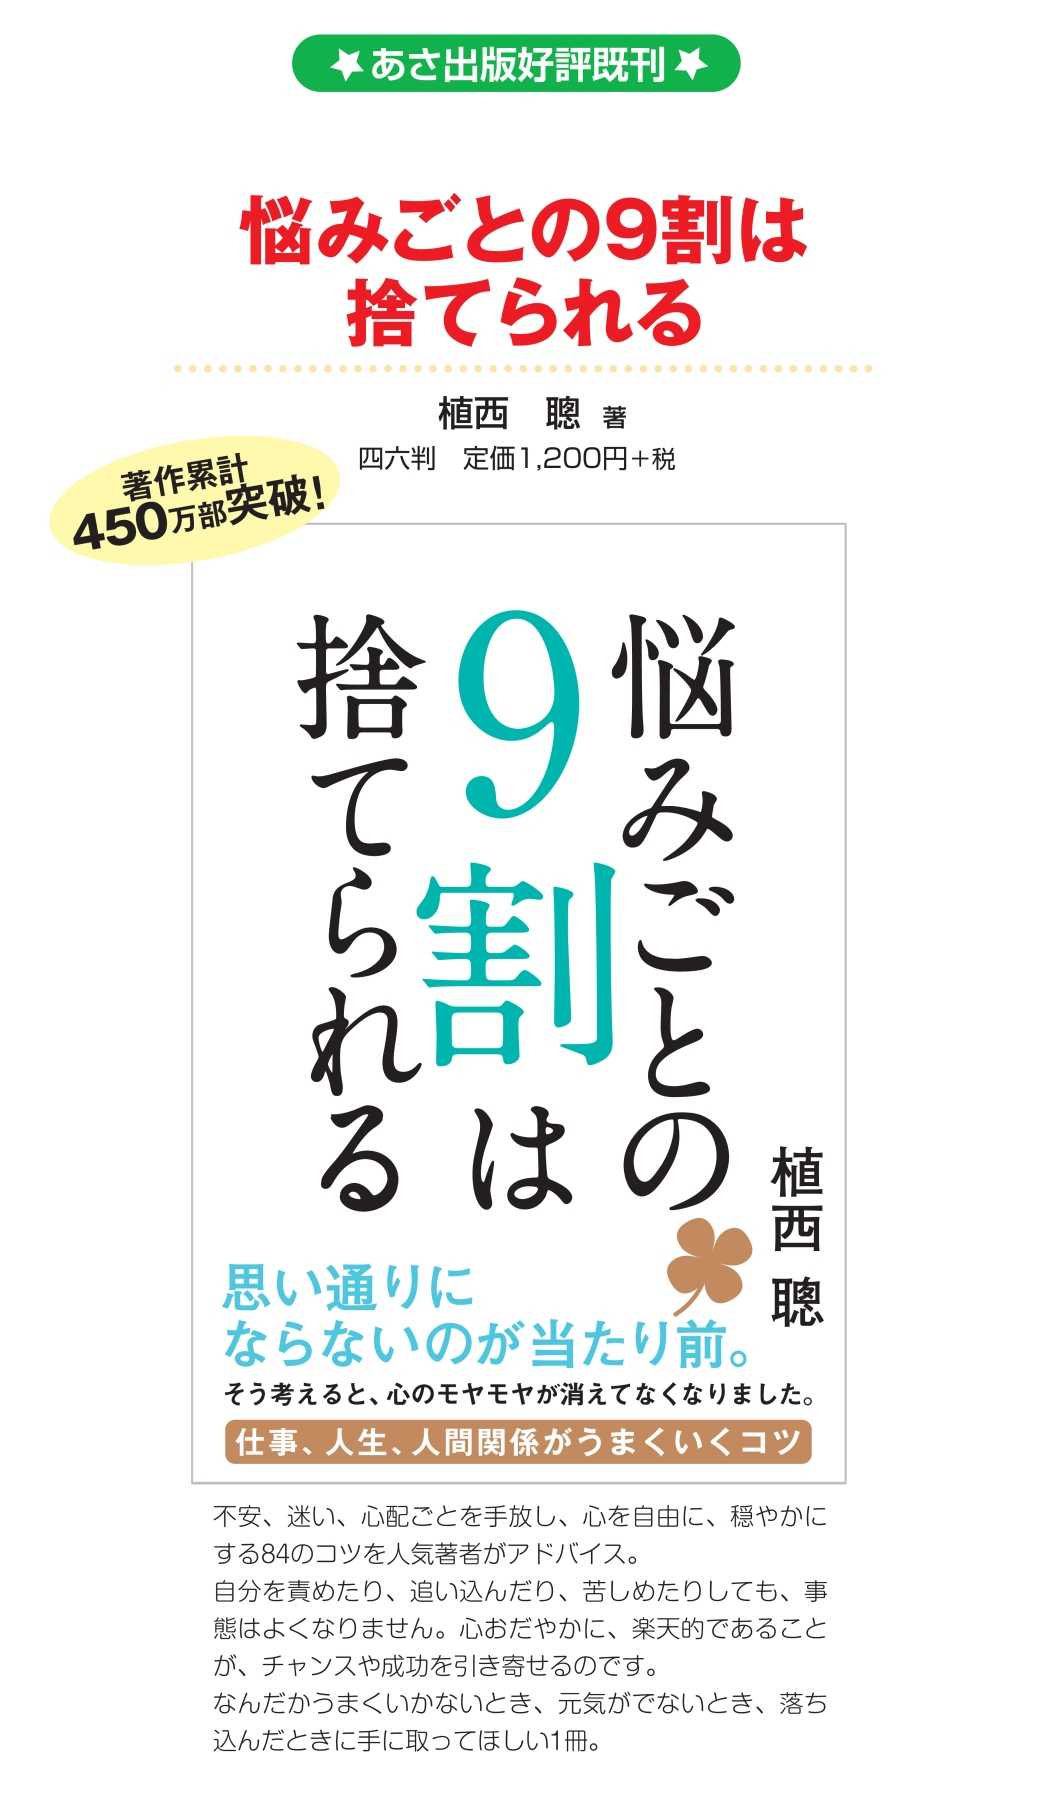 ★あさ出版好評既刊★
悩みごとの9割は
捨てられる
植西　聰 著
四六判　定価1,200円＋税
著作累計
450万部突破！
悩みごとの
9割は
捨てられる
植西 聰
思い通りに
ならないのが当たり前。
そう考えると、心のモヤモヤが消えてなくなりました。
仕事、人生、人間関係がうまくいくコツ
不安、迷い、心配ごとを手放し、心を自由に、穏やかに
する84のコツを人気著者がアドバイス。
自分を責めたり、追い込んだり、苦しめたりしても、事
態はよくなりません。心おだやかに、楽天的であること
が、チャンスや成功を引き寄せるのです。
なんだかうまくいかないとき、元気がでないとき、落ち
込んだときに手に取ってほしい1冊。